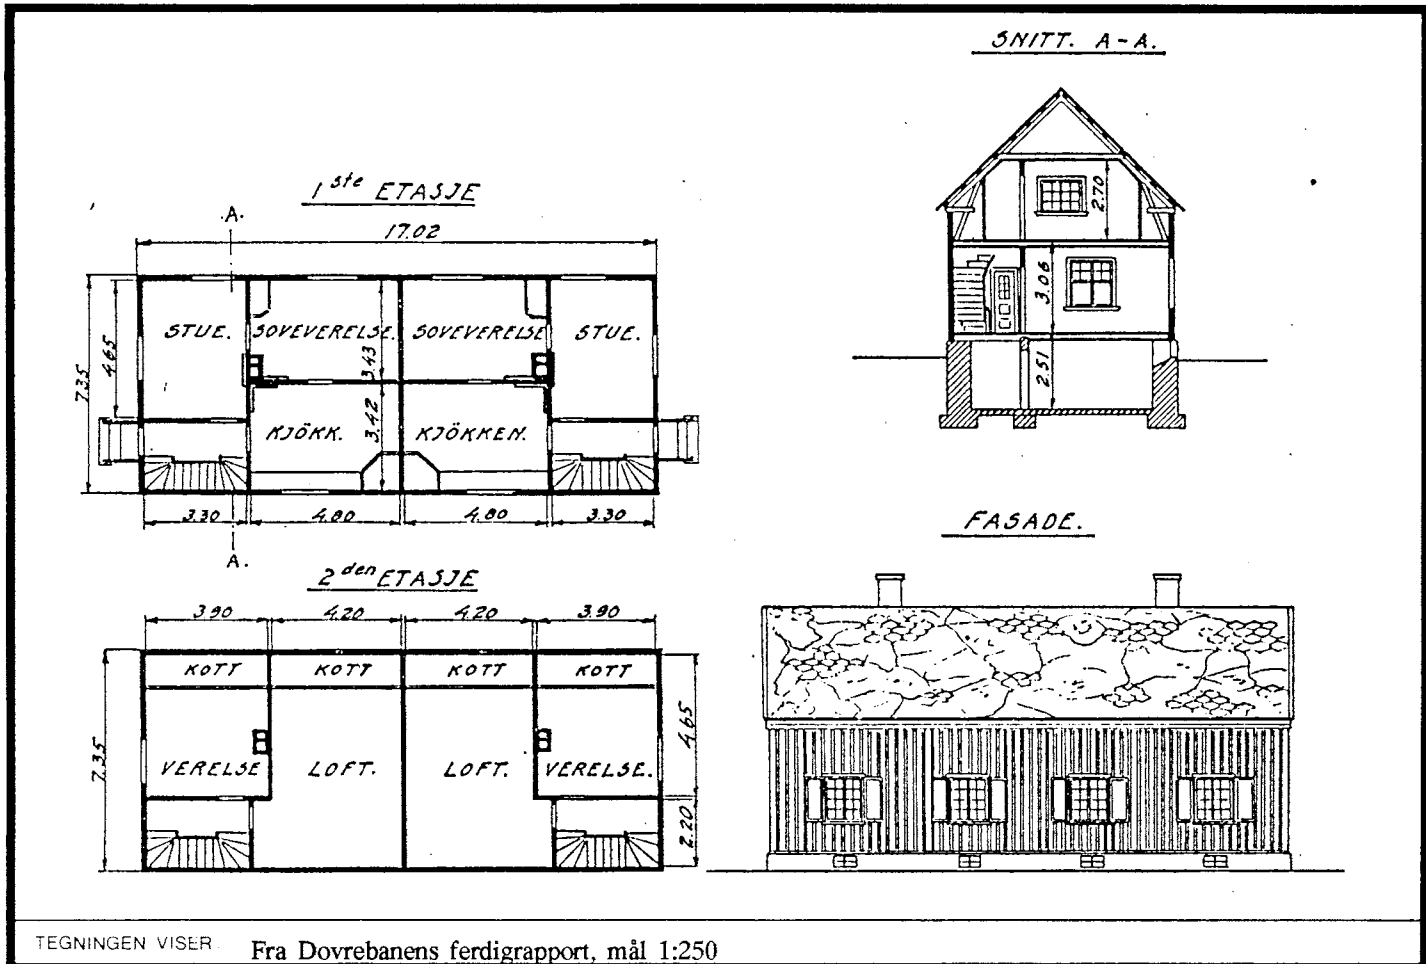 SNITT. A-A.
2.70
3.06
2.51
1ste ETASJE
A.
17.02
STUE. SOVEVERELSE. SOVEVERELSE STUE.
7.35
4.65
3.43
3.42
KJÖKK. KJÖKKEN.
3.30 4.80 4.80 3.30
A.
FASADE.
2den ETASJE
3.90 4.20 4.20 3.90
KOTT KOTT KOTT KOTT
7.35
4.65
VERELSE LOFT. LOFT. VERELSE.
2.20
TEGNINGEN VISER Fra Dovrebanens ferdigrapport, mål 1:250